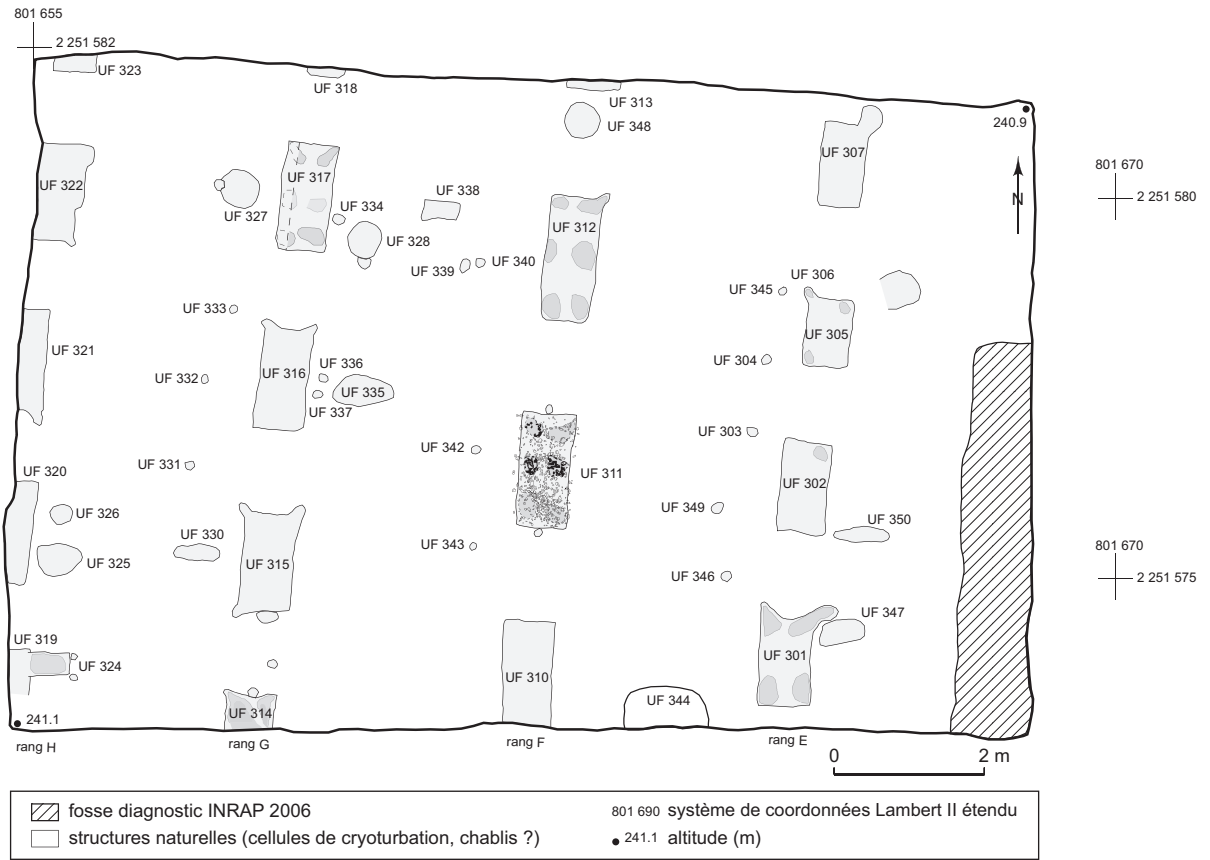 801 655
2 251 582
UF 323
UF 318
UF 313
UF 348
240.9
UF 307
801 670
2 251 580
N
UF 322
UF 317
UF 327
UF 334
UF 338
UF 328
UF 312
UF 339
UF 340
UF 306
UF 345
UF 333
UF 305
UF 321
UF 316
UF 336
UF 335
UF 337
UF 332
UF 304
UF 303
UF 331
UF 342
UF 311
UF 302
UF 320
UF 326
UF 349
UF 350
UF 330
UF 325
UF 315
UF 343
801 670
2 251 575
UF 346
UF 347
UF 319
UF 324
UF 301
UF 310
UF 344
UF 314
241.1
rang H
rang G
rang F
rang E
0 2 m
fosse diagnostic INRAP 2006
structures naturelles (cellules de cryoturbation, chablis ?)
801 690 système de coordonnées Lambert II étendu
241.1 altitude (m)